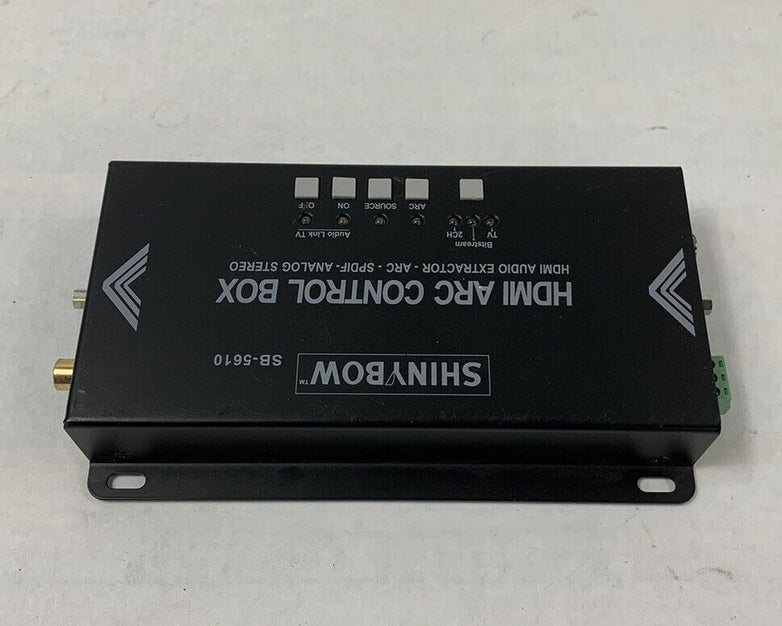 SHINYBOW™ SB-5610
HDMI ARC CONTROL BOX
HDMI AUDIO EXTRACTOR - ARC - SPDIF- ANALOG STEREO
TV 2CH
Bitstream
Audio Link TV
ARC SOURCE ON OFF